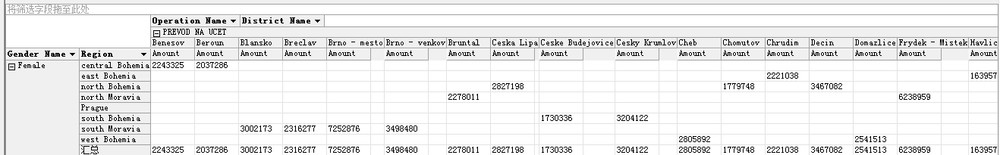 将筛选字段拖至此处
Operation Name District Name
PREVOD NA UCET
Benesov Beroun Blansko Breclav Brno - mesto Brno - venkov Bruntal Ceska Lipa Ceske Budejovice Cesky Krumlov Cheb Chomutov Chrudim Decin Domazlice Frydek - Mistek Havlic
Gender Name Region Amount Amount Amount Amount Amount Amount Amount Amount Amount Amount Amount Amount Amount Amount Amount Amount Amount
Female central Bohemia 2243325 2037286
east Bohemia 2221038 163957
north Bohemia 2827198 1779748 3467082
north Moravia 2278011 6238959
Prague
south Bohemia 1730336 3204122
south Moravia 3002173 2316277 7252876 3498480
west Bohemia 2805892 2541513
汇总 2243325 2037286 3002173 2316277 7252876 3498480 2278011 2827198 1730336 3204122 2805892 1779748 2221038 3467082 2541513 6238959 163957